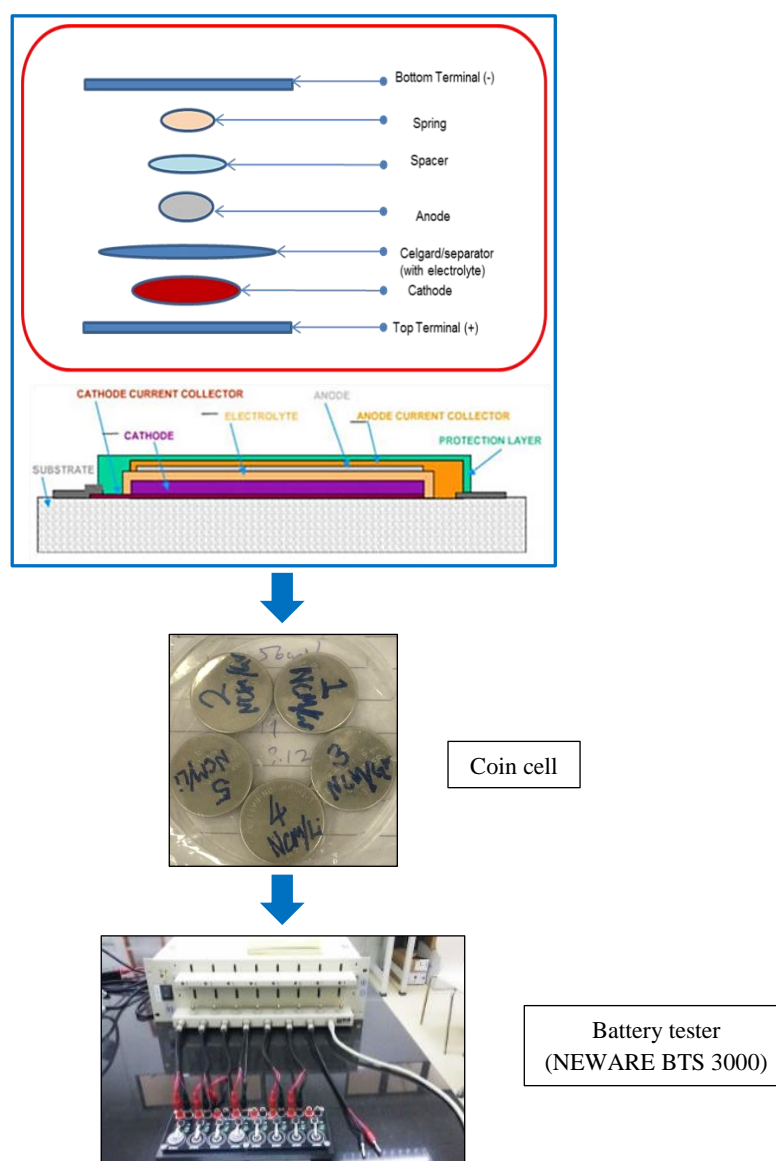 Bottom Terminal (-)
Spring
Spacer
Anode
Celgard/separator
(with electrolyte)
Cathode
Top Terminal (+)
CATHODE CURRENT COLLECTOR
ANODE
ELECTROLYTE
ANODE CURRENT COLLECTOR
CATHODE
PROTECTION LAYER
SUBSTRATE
2
NCM/Gr
1
NCM/Li
3
NCM/Gr
5
NCM/Li
4
NCM/Li
Coin cell
Battery tester
(NEWARE BTS 3000)